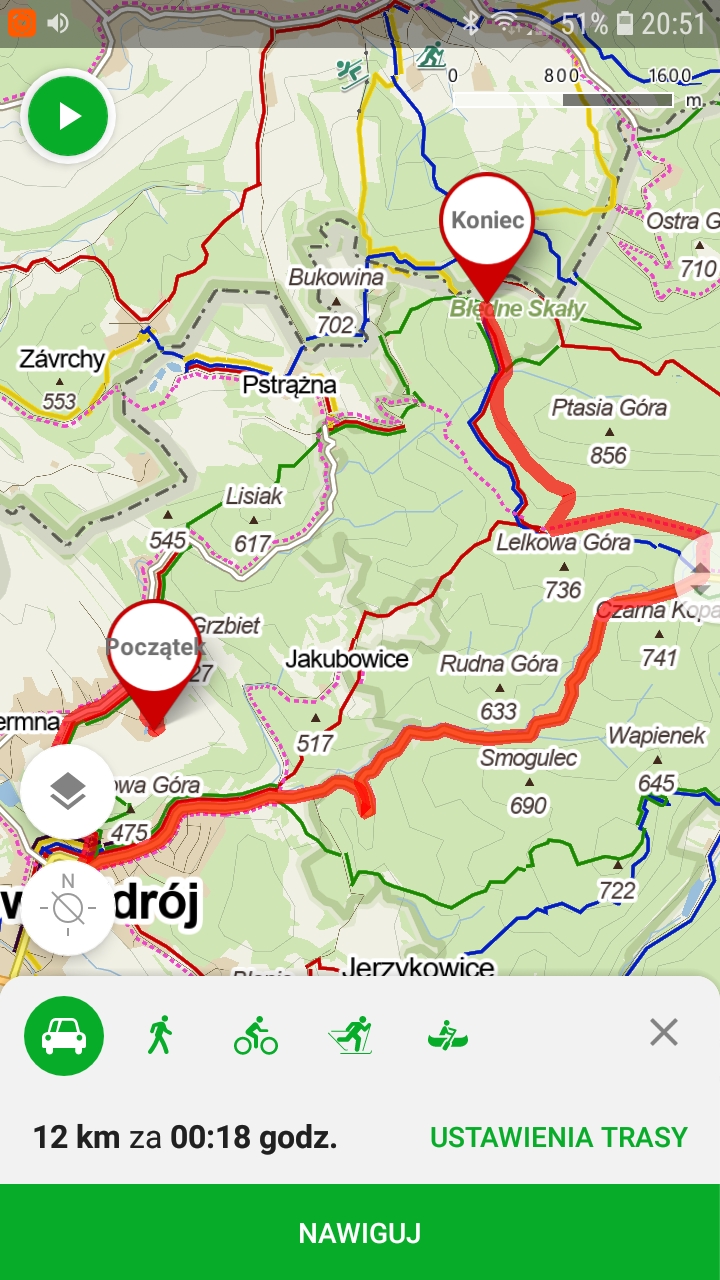 51% 20:51
0 800 1600
m
Koniec
Ostra G
710
Bukowina
702
Błędne Skały
Závrchy
553
Pstrążna
Ptasia Góra
856
Lisiak
617
545
Lelkowa Góra
736
Czarna Kopa
741
Początek
Grzbiet
27
Jakubowice
Rudna Góra
633
ermna
517
Wapienek
645
Smogulec
690
owa Góra
475
722
N
w drój
Jerzykowice
12 km za 00:18 godz.
USTAWIENIA TRASY
NAWIGUJ